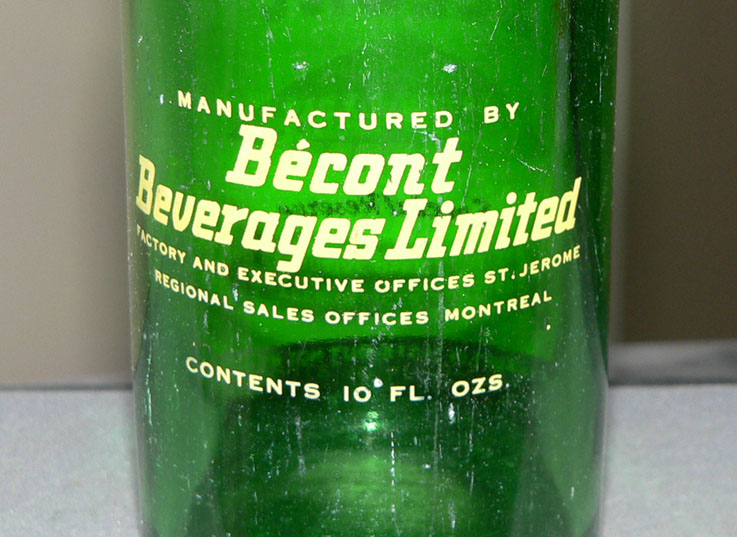 MANUFACTURED BY
Bécont
Beverages Limited
FACTORY AND EXECUTIVE OFFICES ST. JEROME
REGIONAL SALES OFFICES MONTREAL
CONTENTS 10 FL. OZS.